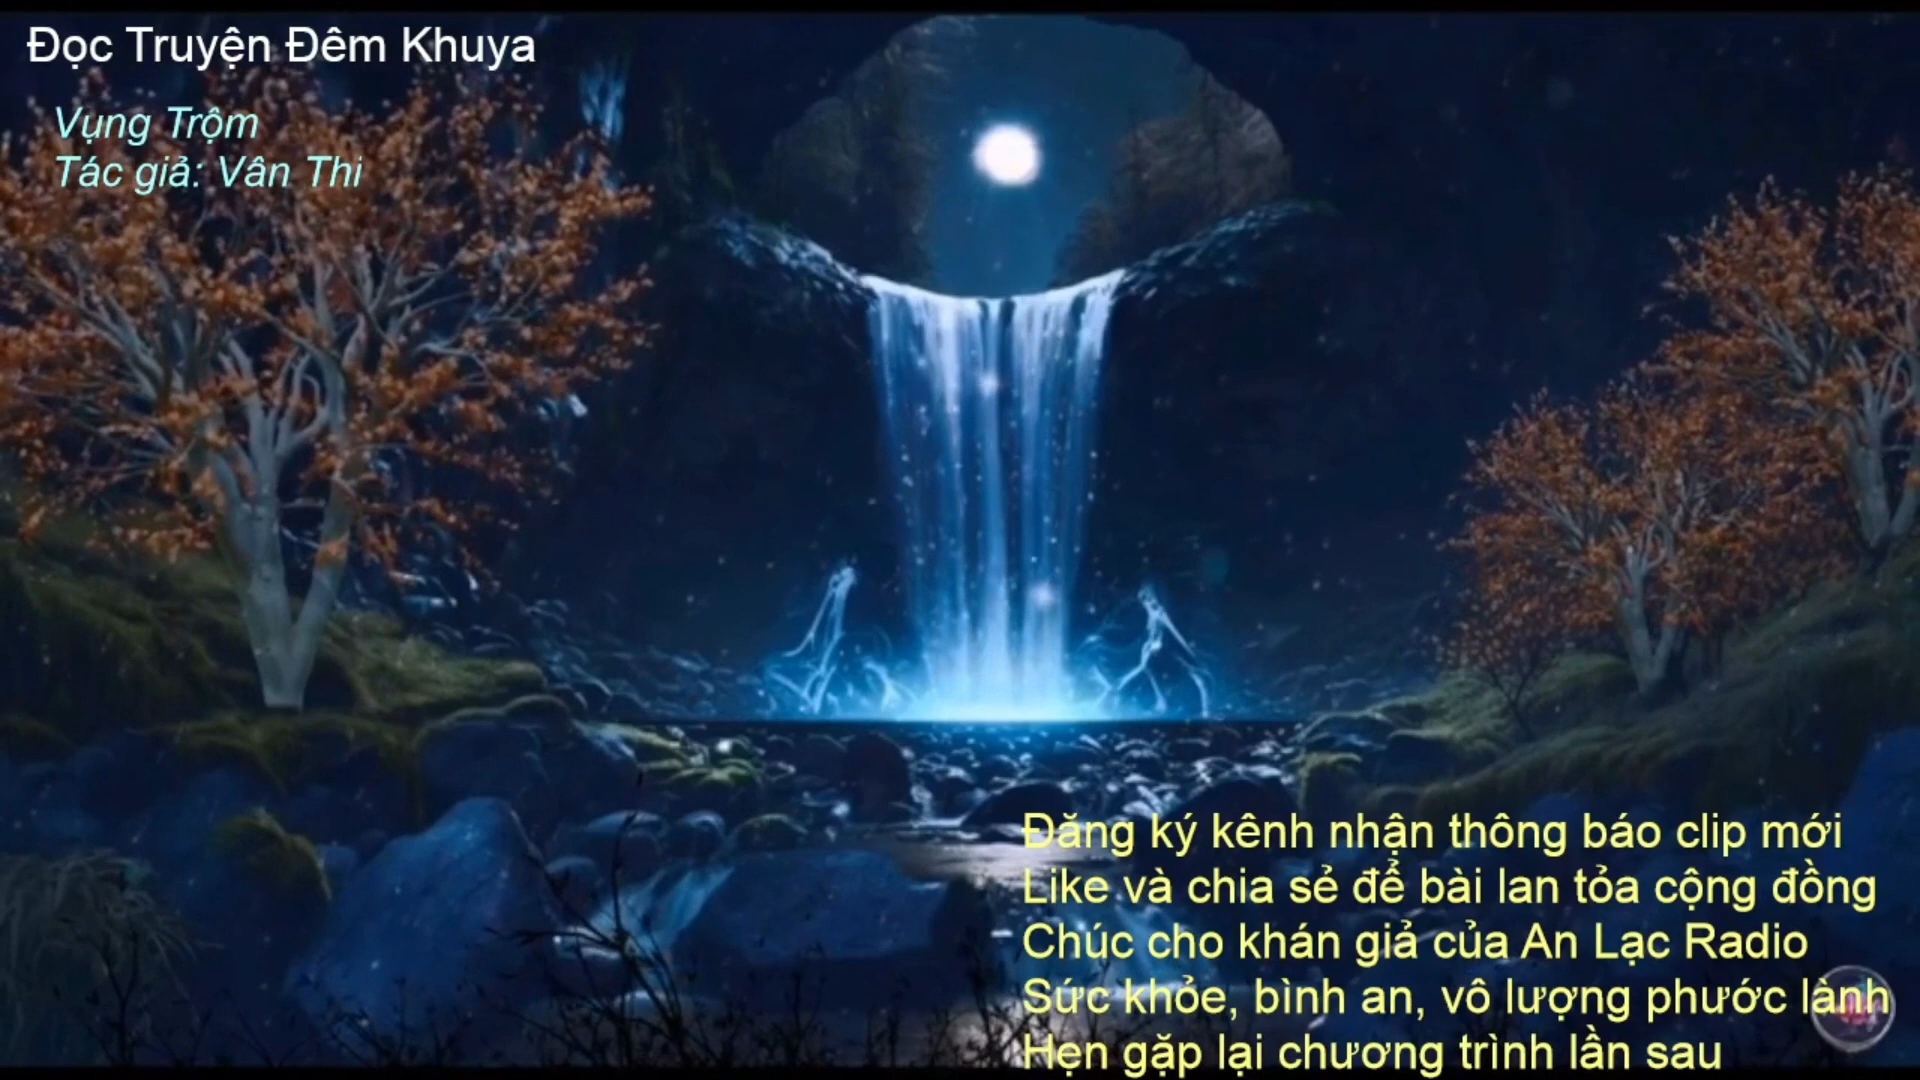 Đọc Truyện Đêm Khuya
Vụng Trộm
Tác giả: Vân Thi
Đăng ký kênh nhận thông báo clip mới
Like và chia sẻ để bài lan tỏa cộng đồng
Chúc cho khán giả của An Lạc Radio
Sức khỏe, bình an, vô lượng phước lành
Hẹn gặp lại chương trình lần sau